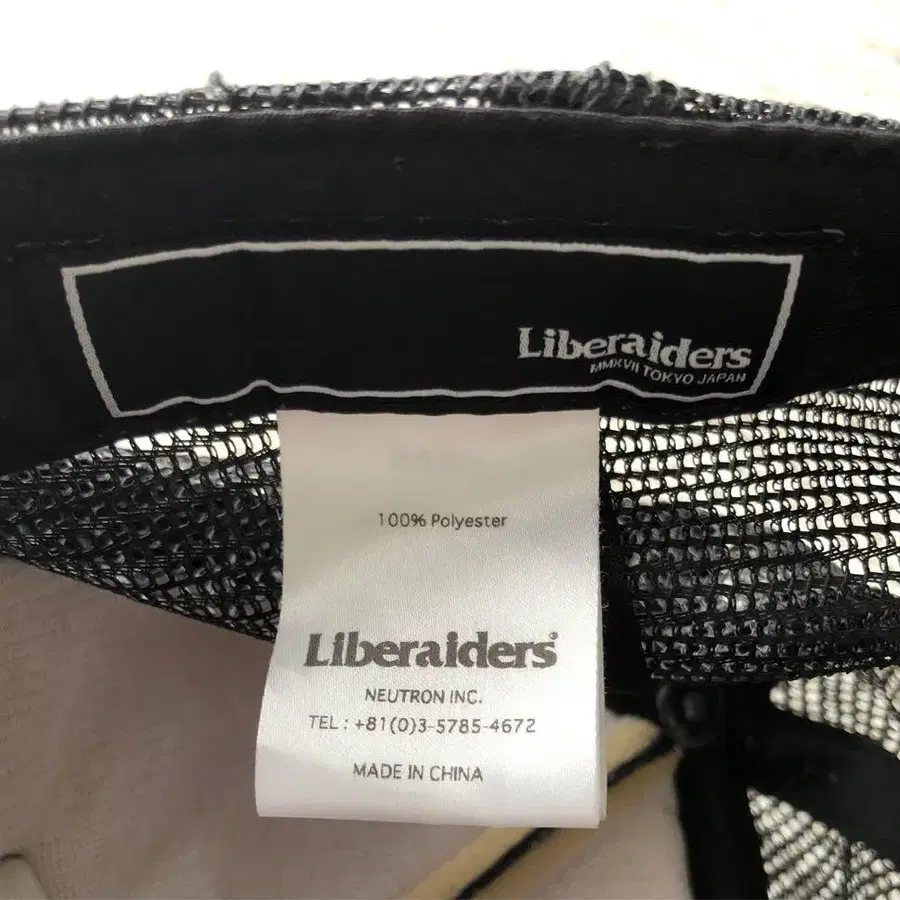 Liberaiders
MMXVII TOKYO JAPAN
100% Polyester
Liberaiders®
NEUTRON INC.
TEL : +81(0)3-5785-4672
MADE IN CHINA